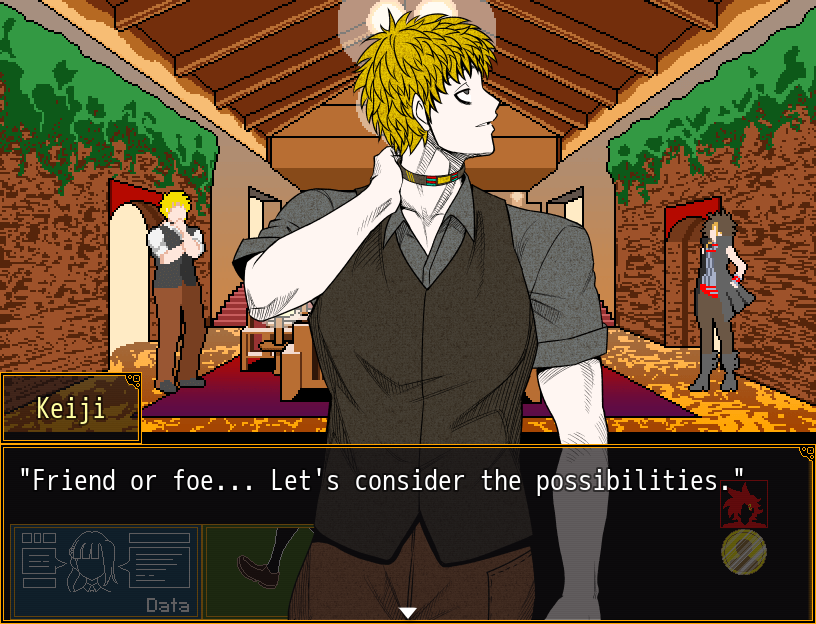 Keiji
"Friend or foe... Let's consider the possibilities."
Data